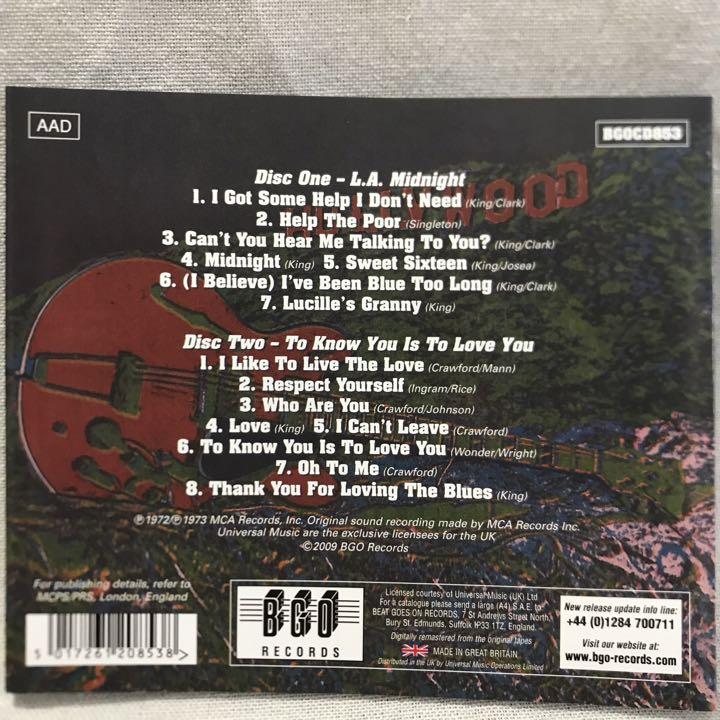 AAD
BGOCD853
HOLLYWOOD
Disc One – L.A. Midnight
1. I Got Some Help I Don't Need (King/Clark)
2. Help The Poor (Singleton)
3. Can't You Hear Me Talking To You? (King/Clark)
4. Midnight (King) 5. Sweet Sixteen (King/Josea)
6. (I Believe) I've Been Blue Too Long (King/Clark)
7. Lucille's Granny (King)
Disc Two – To Know You Is To Love You
1. I Like To Live The Love (Crawford/Mann)
2. Respect Yourself (Ingram/Rice)
3. Who Are You (Crawford/Johnson)
4. Love (King) 5. I Can't Leave (Crawford)
6. To Know You Is To Love You (Wonder/Wright)
7. Oh To Me (Crawford)
8. Thank You For Loving The Blues (King)
℗1972/℗1973 MCA Records, Inc. Original sound recording made by MCA Records Inc.
Universal Music are the exclusive licensees for the UK
©2009 BGO Records
For publishing details, refer to
MCPS/PRS, London, England
5 017261 208538 >
BGO
RECORDS
Licensed courtesy of Universal Music (UK) Ltd
For a catalogue please send a large (A4) S.A.E. to
BEAT GOES ON RECORDS, 7 St Andrews Street North,
Bury St. Edmunds, Suffolk IP33 1TZ, England.
Digitally remastered from the original tapes
MADE IN GREAT BRITAIN
Distributed in the UK by Universal Music Operations Limited
New release update info line:
+44 (0)1284 700711
Visit our website at:
www.bgo-records.com